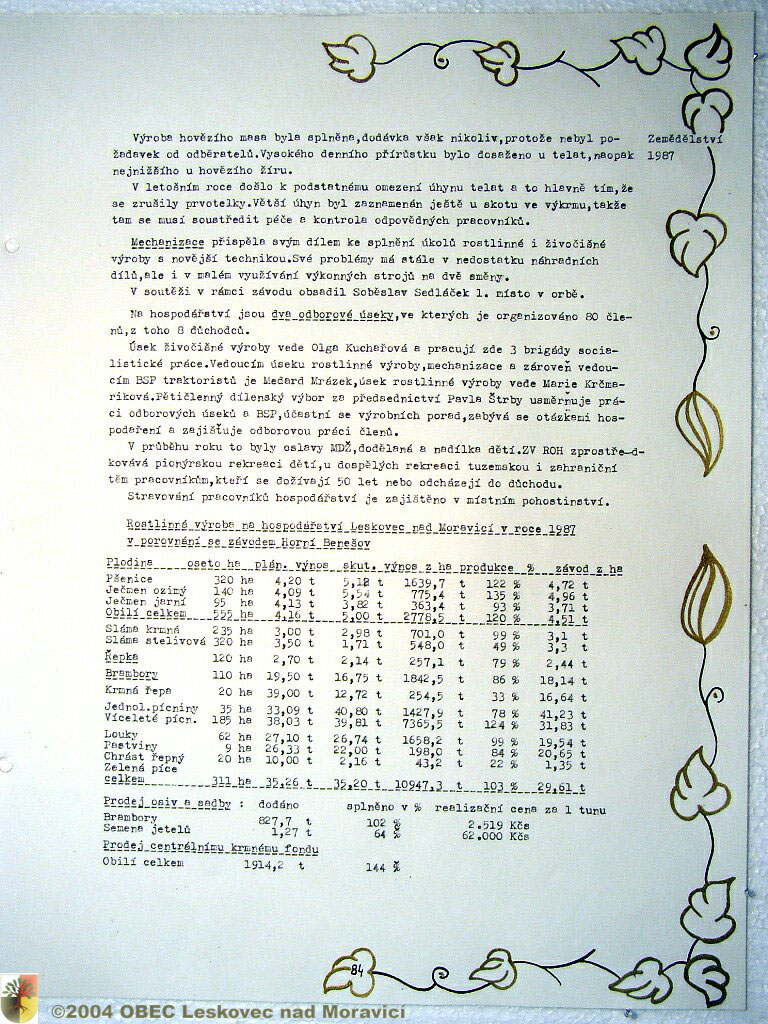 Výroba hovězího masa byla splněna,dodávka však nikoliv,protože nebyl po-
Zemědělství
žadavek od odběratelů.Vysokého denního přírůstku bylo dosaženo u telat,naopak
1987
nejnižšího u hovězího žíru.
V letošním roce došlo k podstatnému omezení úhynu telat a to hlavně tím,že
se zrušily prvotelky.Větší úhyn byl zaznamenán ještě u skotu ve výkrmu,takže
tam se musí soustředit péče a kontrola odpovědných pracovníků.
Mechanizace přispěla svým dílem ke splnění úkolů rostlinné i živočišné
výroby s novější technikou.Své problémy má stále v nedostatku náhradních
dílů,ale i v malém využívání výkonných strojů na dvě směny.
V soutěži v rámci závodu obsadil Soběslav Sedláček 1. místo v orbě.
Na hospodářství jsou dva odborové úseky,ve kterých je organizováno 80 čle-
nů,z toho 8 důchodců.
Úsek živočišné výroby vede Olga Kuchařová a pracují zde 3 brigády socia-
listické práce.Vedoucím úseku rostlinné výroby,mechanizace a zároveň vedou-
cím BSP traktoristů je Medard Mrázek,úsek rostlinné výroby vede Marie Krčma-
riková.Pětičlenný dílenský výbor za předsednictví Pavla Štrby usměrňuje prá-
ci odborových úseků a BSP,účastní se výrobních porad,zabývá se otázkami hos-
podaření a zajišťuje odborovou práci členů.
V průběhu roku to byly oslavy MDŽ,dodělaná a nadílka dětí.ZV ROH zprostřed-
kovává pionýrskou rekreaci dětí,u dospělých rekreaci tuzemskou i zahraniční
těm pracovníkům,kteří se dožívají 50 let nebo odcházejí do důchodu.
Stravování pracovníků hospodářství je zajištěno v místním pohostinství.
Rostlinná výroba na hospodářství Leskovec nad Moravicí v roce 1987
v porovnání se závodem Horní Benešov
Plodina oseto ha plán. výnos skut. výnos z ha produkce % závod z ha
Pšenice 320 ha 4,20 t 5,12 t 1639,7 t 122 % 4,72 t
Ječmen ozimý 140 ha 4,09 t 5,54 t 775,4 t 135 % 4,96 t
Ječmen jarní 95 ha 4,13 t 3,82 t 363,4 t 93 % 3,71 t
Obilí celkem 555 ha 4,16 t 5,00 t 2778,5 t 120 % 4,51 t
Sláma krmná 235 ha 3,00 t 2,98 t 701,0 t 99 % 3,1 t
Sláma stelivová 320 ha 3,50 t 1,71 t 548,0 t 49 % 3,3 t
Řepka 120 ha 2,70 t 2,14 t 257,1 t 79 % 2,44 t
Brambory 110 ha 19,50 t 16,75 t 1842,5 t 86 % 18,14 t
Krmná řepa 20 ha 39,00 t 12,72 t 254,5 t 33 % 16,64 t
Jednol.pícniny 35 ha 33,09 t 40,80 t 1427,9 t 78 % 41,23 t
Víceleté pícn. 185 ha 38,03 t 39,81 t 7365,5 t 124 % 31,83 t
Louky 62 ha 27,10 t 26,74 t 1658,2 t 99 % 19,54 t
Pastviny 9 ha 26,33 t 22,00 t 198,0 t 84 % 20,65 t
Chrást řepný 20 ha 10,00 t 2,16 t 43,2 t 22 % 1,35 t
Zelená píce
celkem 311 ha 35,26 t 35,20 t 10947,3 t 103 % 29,61 t
Prodej osiv a sadby : dodáno splněno v % realizační cena za 1 tunu
Brambory 827,7 t 102 % 2.519 Kčs
Semena jetelů 1,27 t 64 % 62.000 Kčs
Prodej centrálnímu krmnému fondu
Obilí celkem 1914,2 t 144 %
84
©2004 OBEC Leskovec nad Moravicí